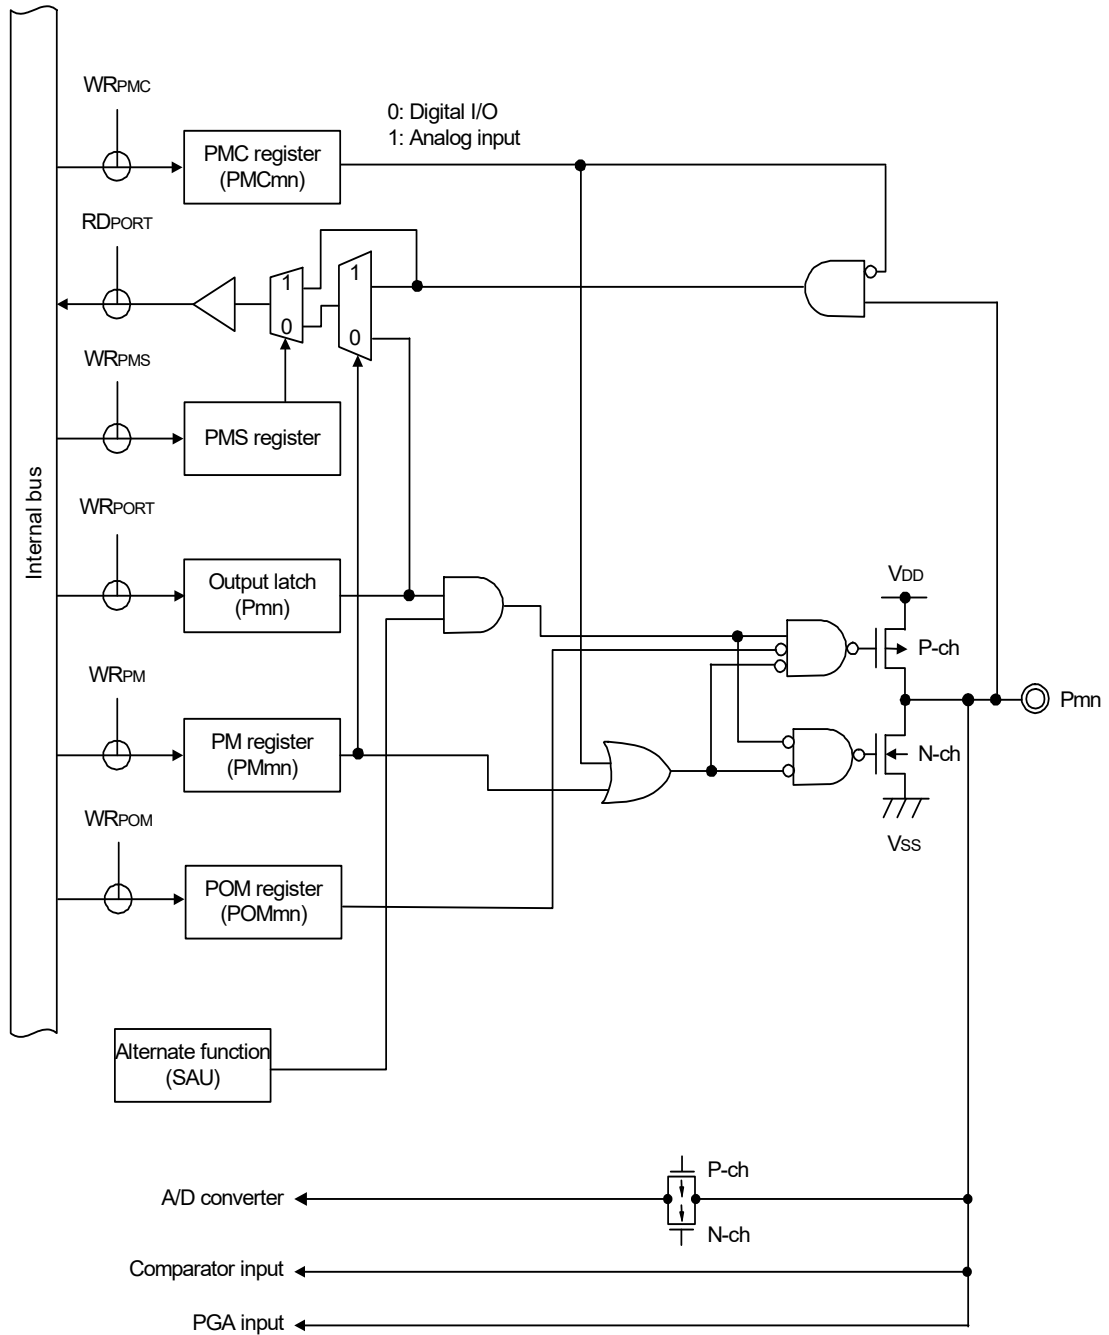 WRPMC
0: Digital I/O
1: Analog input
PMC register
(PMCmn)
RDPORT
1
1
0
0
WRPMS
PMS register
Internal bus
WRPORT
Output latch
(Pmn)
VDD
P-ch
Pmn
WRPM
PM register
(PMmn)
N-ch
VSS
WRPOM
POM register
(POMmn)
Alternate function
(SAU)
P-ch
A/D converter
N-ch
Comparator input
PGA input